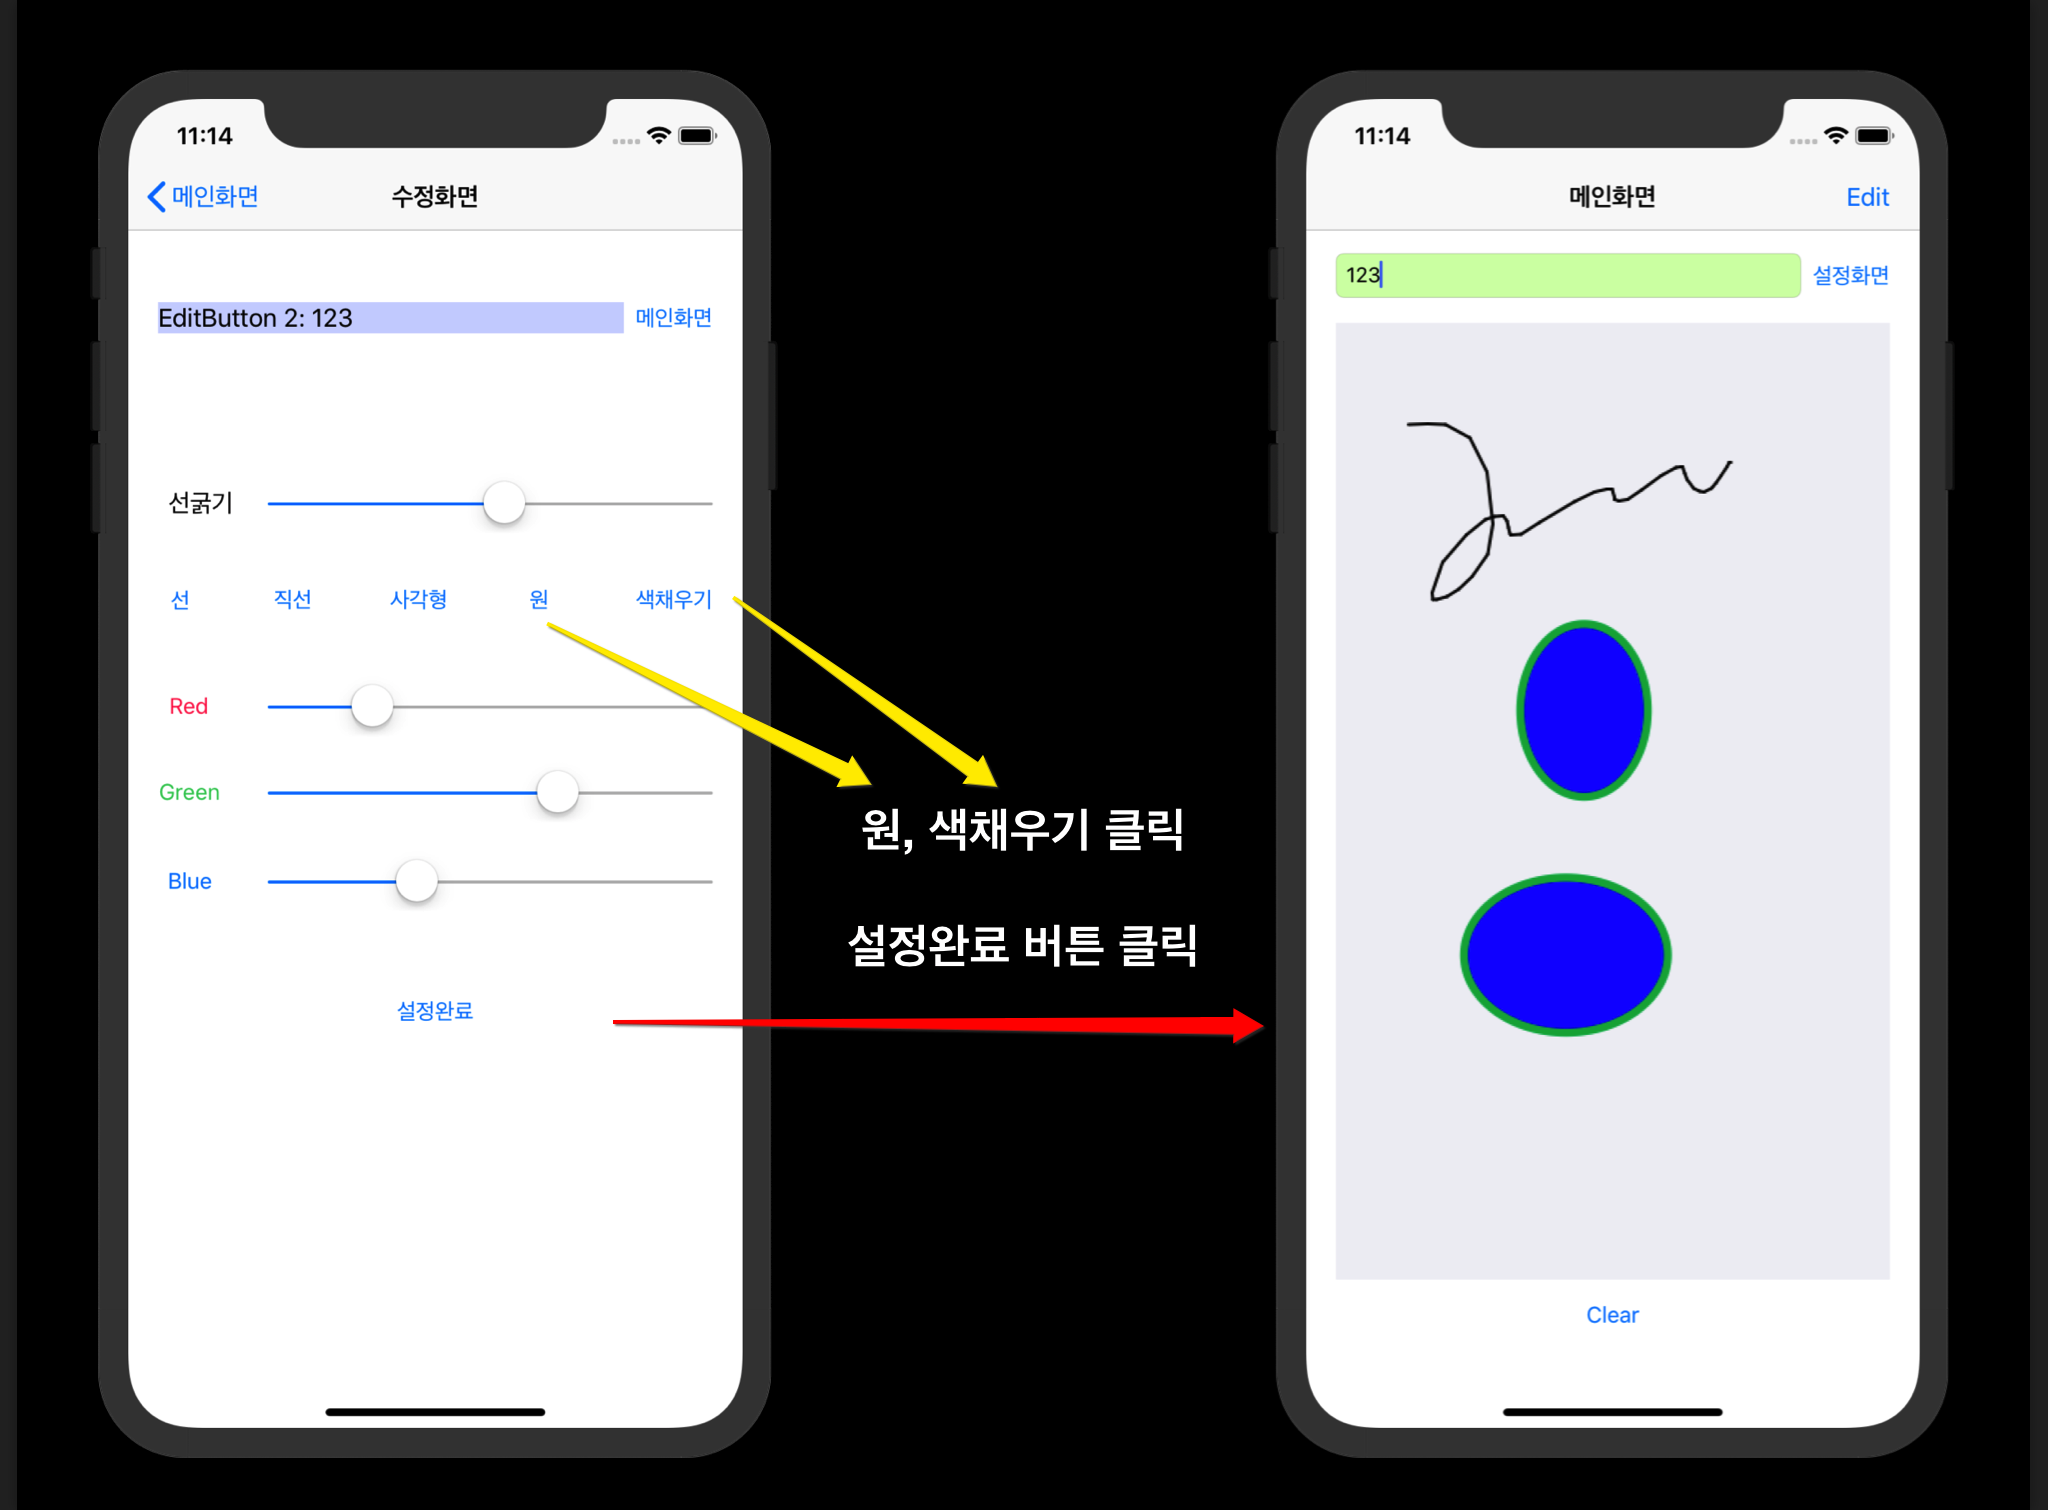 11:14
메인화면 수정화면
EditButton 2: 123 메인화면
선굵기
선 직선 사각형 원 색채우기
Red
Green
Blue
설정완료
원, 색채우기 클릭
설정완료 버튼 클릭
11:14
메인화면 Edit
123 설정화면
Clear